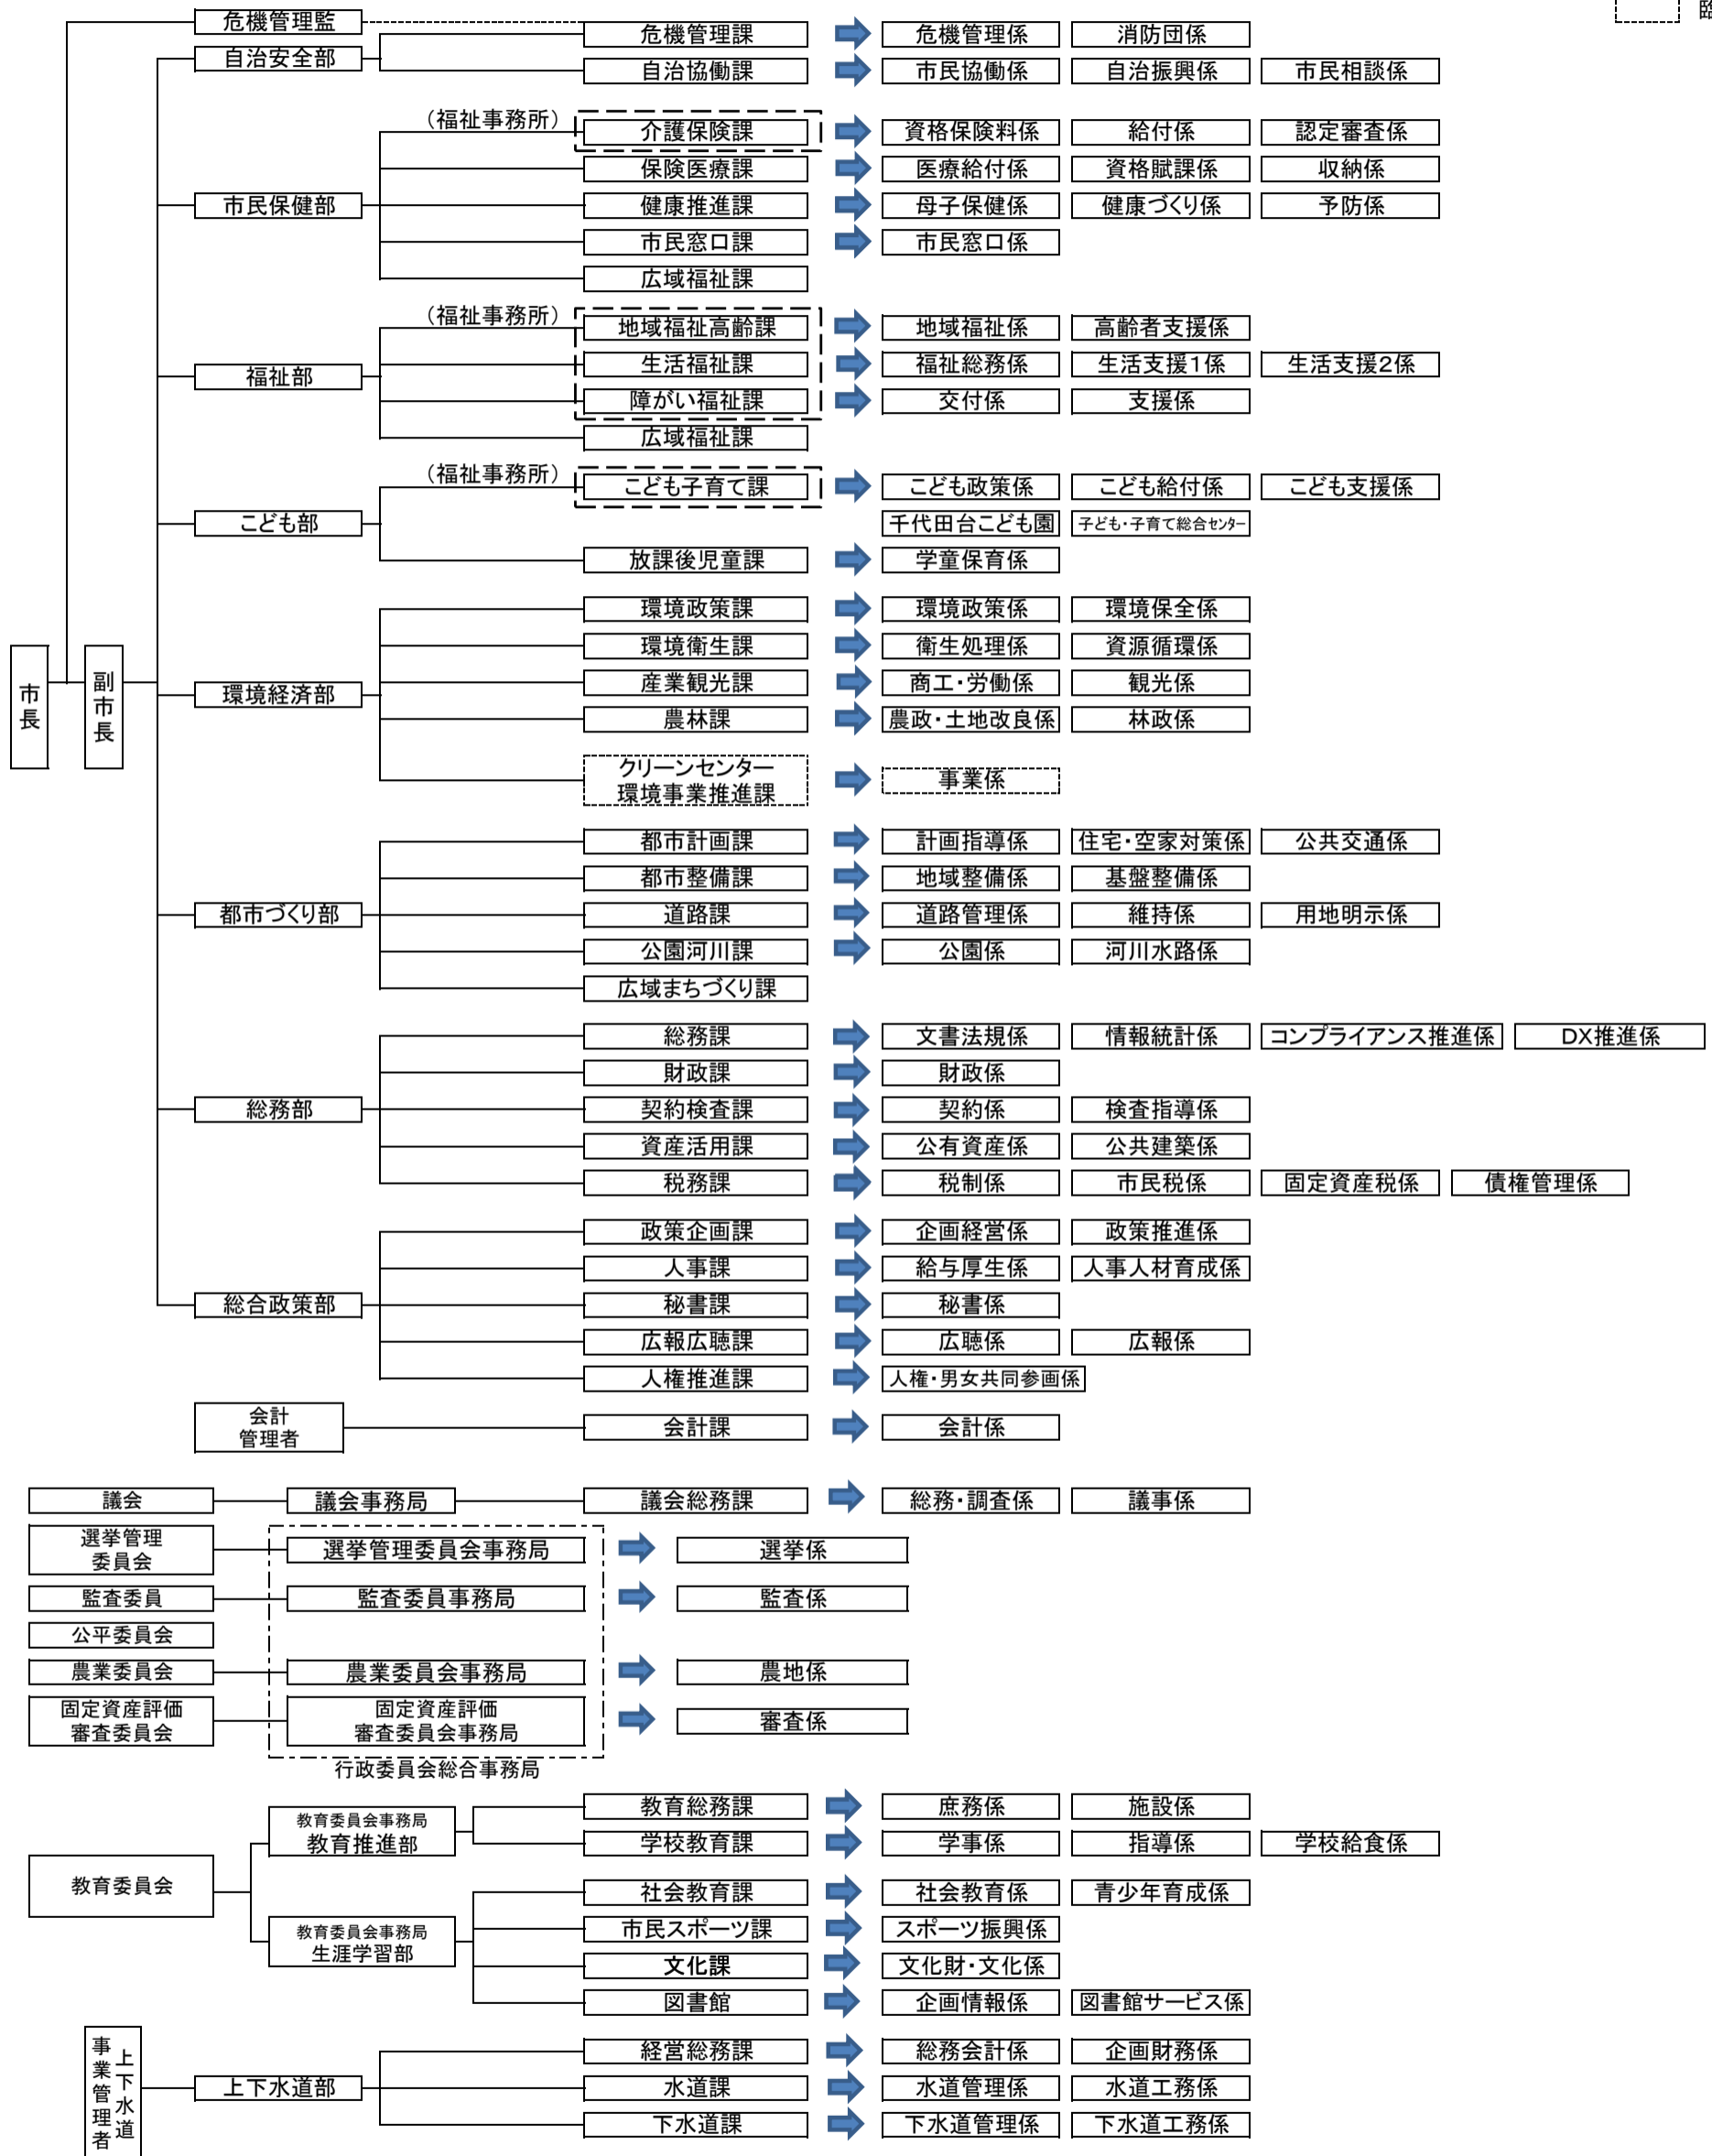 臨
危機管理監
危機管理課 危機管理係 消防団係
自治安全部
自治協働課 市民協働係 自治振興係 市民相談係
（福祉事務所）
介護保険課 資格保険料係 給付係 認定審査係
保険医療課 医療給付係 資格賦課係 収納係
市民保健部 健康推進課 母子保健係 健康づくり係 予防係
市民窓口課 市民窓口係
広域福祉課
（福祉事務所）
地域福祉高齢課 地域福祉係 高齢者支援係
生活福祉課 福祉総務係 生活支援1係 生活支援2係
福祉部
障がい福祉課 交付係 支援係
広域福祉課
（福祉事務所）
こども子育て課 こども政策係 こども給付係 こども支援係
こども部 千代田台こども園 子ども・子育て総合センター
放課後児童課 学童保育係
環境政策課 環境政策係 環境保全係
環境衛生課 衛生処理係 資源循環係
市長
副市長
環境経済部
産業観光課 商工・労働係 観光係
農林課 農政・土地改良係 林政係
クリーンセンター
環境事業推進課 事業係
都市計画課 計画指導係 住宅・空家対策係 公共交通係
都市整備課 地域整備係 基盤整備係
都市づくり部 道路課 道路管理係 維持係 用地明示係
公園河川課 公園係 河川水路係
広域まちづくり課
総務課 文書法規係 情報統計係 コンプライアンス推進係 DX推進係
財政課 財政係
総務部 契約検査課 契約係 検査指導係
資産活用課 公有資産係 公共建築係
税務課 税制係 市民税係 固定資産税係 債権管理係
政策企画課 企画経営係 政策推進係
人事課 給与厚生係 人事人材育成係
総合政策部 秘書課 秘書係
広報広聴課 広聴係 広報係
人権推進課 人権・男女共同参画係
会計
管理者
会計課 会計係
議会 議会事務局 議会総務課 総務・調査係 議事係
選挙管理
委員会
選挙管理委員会事務局 選挙係
監査委員 監査委員事務局 監査係
公平委員会
農業委員会 農業委員会事務局 農地係
固定資産評価
審査委員会
固定資産評価
審査委員会事務局
審査係
行政委員会総合事務局
教育委員会
教育委員会事務局
教育推進部
教育総務課 庶務係 施設係
学校教育課 学事係 指導係 学校給食係
教育委員会事務局
生涯学習部
社会教育課 社会教育係 青少年育成係
市民スポーツ課 スポーツ振興係
文化課 文化財・文化係
図書館 企画情報係 図書館サービス係
上下水道
事業管理者
上下水道部
経営総務課 総務会計係 企画財務係
水道課 水道管理係 水道工務係
下水道課 下水道管理係 下水道工務係